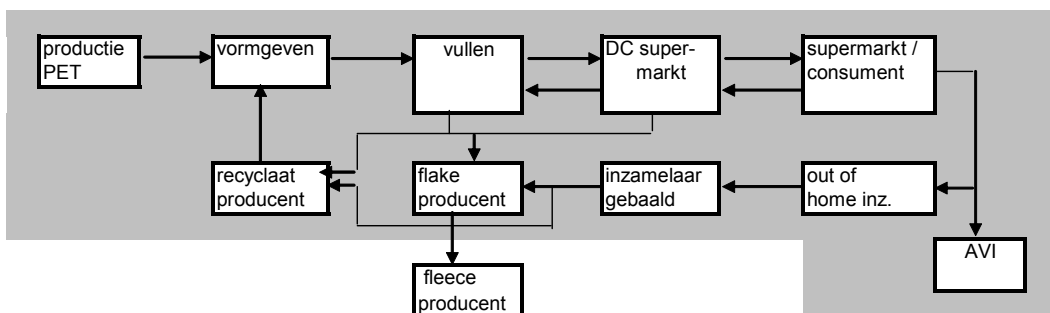 productie
PET
vormgeven
vullen
DC super-
markt
supermarkt /
consument
recyclaat
producent
flake
producent
inzamelaar
gebaald
out of
home inz.
AVI
fleece
producent